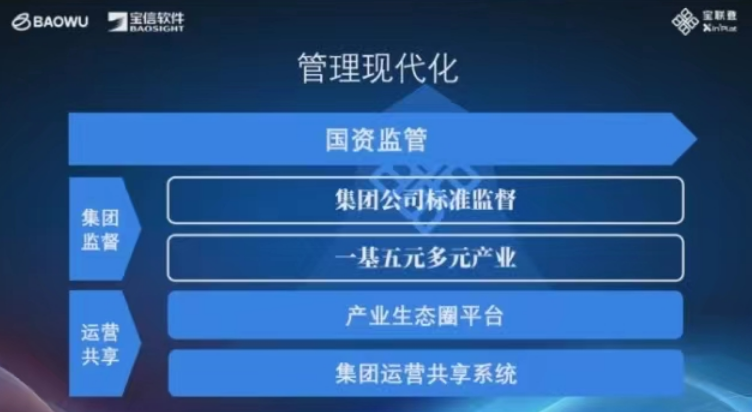 BAOWU
宝信软件
BAOSIGHT
宝联登
XIn³Plat
管理现代化
国资监管
集团
监督
集团公司标准监督
一基五元多元产业
运营
共享
产业生态圈平台
集团运营共享系统